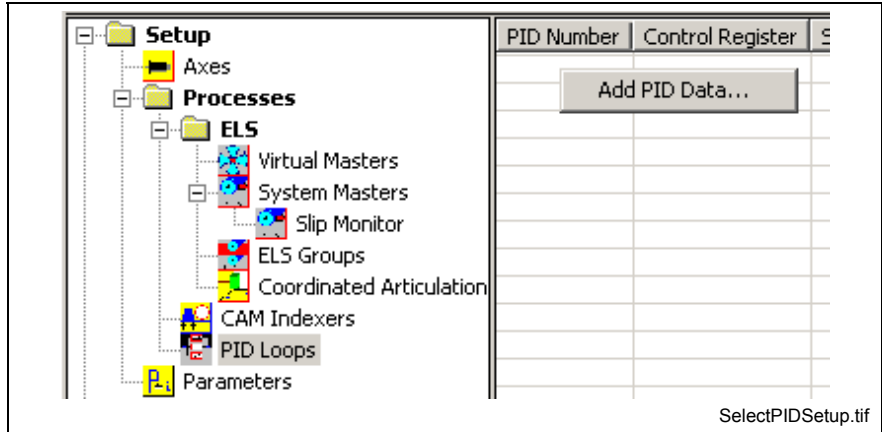 Setup
Axes
Processes
ELS
Virtual Masters
System Masters
Slip Monitor
ELS Groups
Coordinated Articulation
CAM Indexers
PID Loops
Parameters
PID Number Control Register S
Add PID Data...
SelectPIDSetup.tif